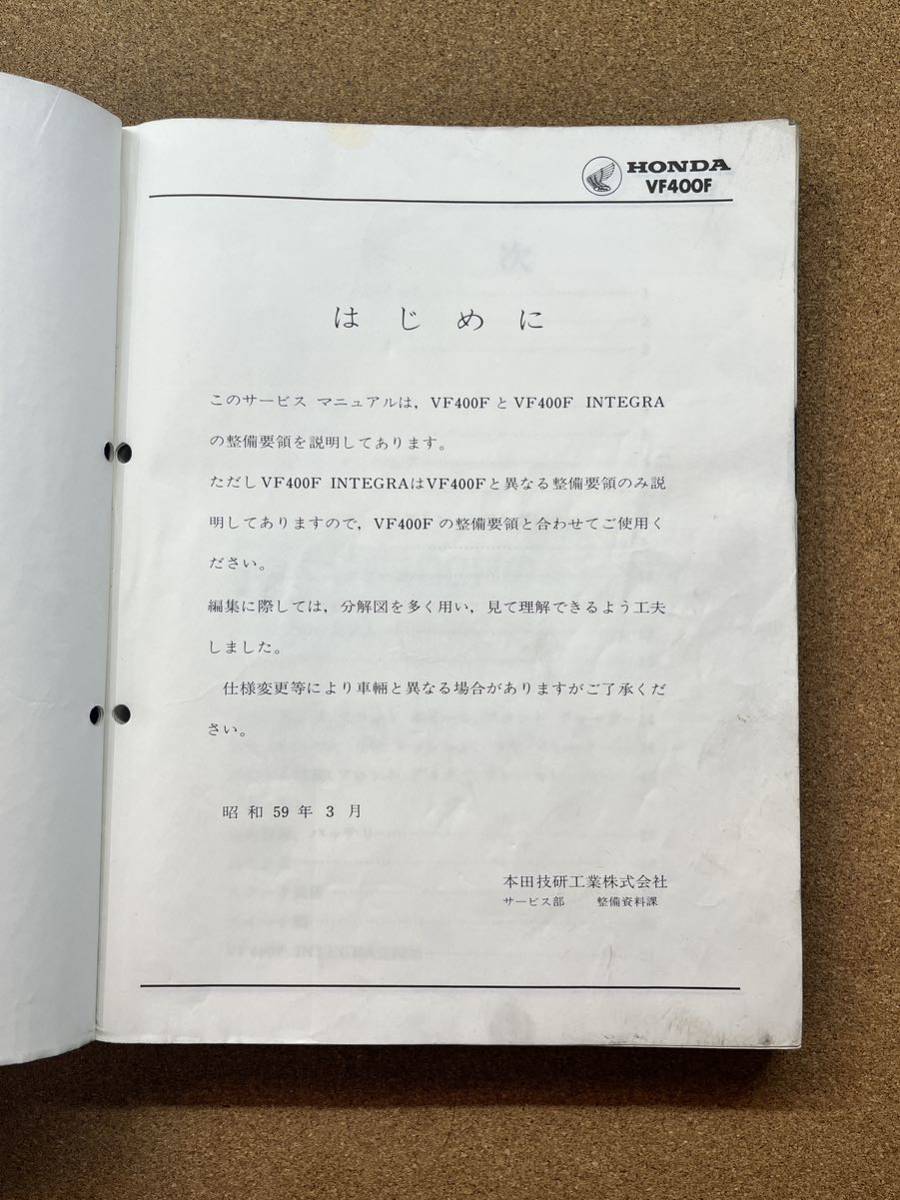 HONDA
VF400F
はじめに
このサービス マニュアルは，VF400FとVF400F INTEGRA
の整備要領を説明してあります。
ただしVF400F INTEGRAはVF400Fと異なる整備要領のみ説
明してありますので，VF400Fの整備要領と合わせてご使用く
ださい。
編集に際しては，分解図を多く用い，見て理解できるよう工夫
しました。
仕様変更等により車輛と異なる場合がありますがご了承くだ
さい。
昭和59年3月
本田技研工業株式会社
サービス部 整備資料課